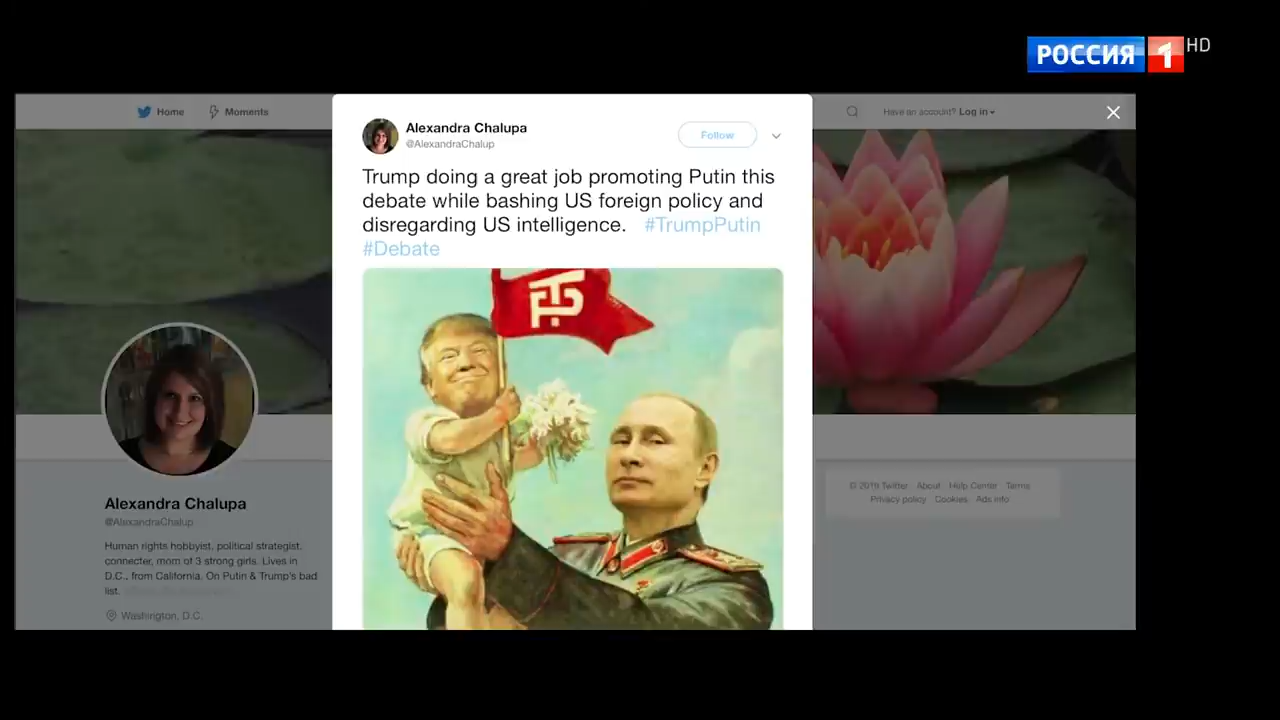 РОССИЯ 1 HD
Home Moments
Have an account? Log in
Alexandra Chalupa
@AlexandraChalup
Follow
Trump doing a great job promoting Putin this
debate while bashing US foreign policy and
disregarding US intelligence. #TrumpPutin
#Debate
Alexandra Chalupa
@AlexandraChalup
Human rights hobbyist, political strategist,
connecter, mom of 3 strong girls. Lives in
D.C., from California. On Putin & Trump's bad
list.
Washington, D.C.
© 2019 Twitter About Help Center Terms
Privacy policy Cookies Ads info